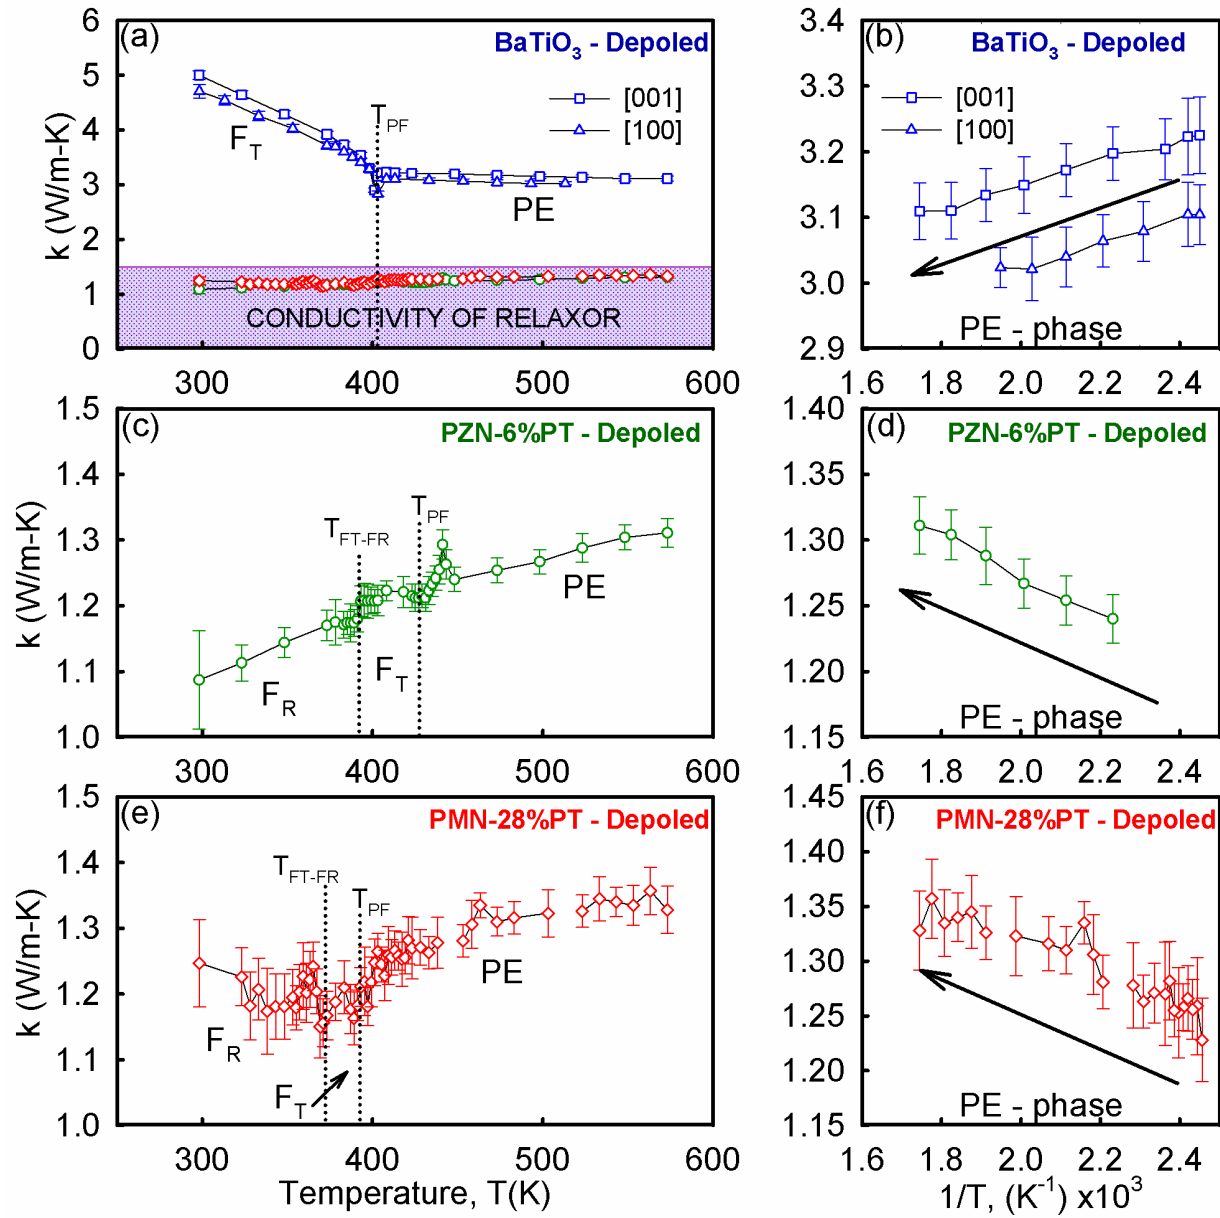 (a)
BaTiO3 - Depoled
[001]
[100]
TPF
FT
PE
CONDUCTIVITY OF RELAXOR
k (W/m-K)
6
5
4
3
2
1
0
300 400 500 600
(b)
BaTiO3 - Depoled
[001]
[100]
PE - phase
3.4
3.3
3.2
3.1
3.0
2.9
1.6 1.8 2.0 2.2 2.4
(c)
PZN-6%PT - Depoled
TFT-FR
TPF
FR
FT
PE
k (W/m-K)
1.5
1.4
1.3
1.2
1.1
1.0
300 400 500 600
(d)
PZN-6%PT - Depoled
PE - phase
1.40
1.35
1.30
1.25
1.20
1.15
1.6 1.8 2.0 2.2 2.4
(e)
PMN-28%PT - Depoled
TFT-FR
TPF
FR
FT
PE
k (W/m-K)
1.5
1.4
1.3
1.2
1.1
1.0
300 400 500 600
Temperature, T(K)
(f)
PMN-28%PT - Depoled
PE - phase
1.45
1.40
1.35
1.30
1.25
1.20
1.15
1.6 1.8 2.0 2.2 2.4
1/T, (K-1) x103